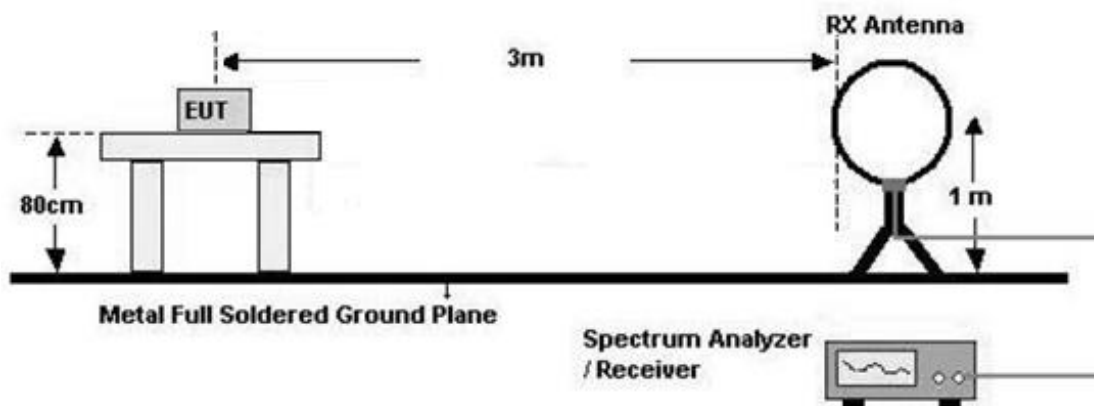 RX Antenna
3m
EUT
80cm
1 m
Metal Full Soldered Ground Plane
Spectrum Analyzer
/ Receiver